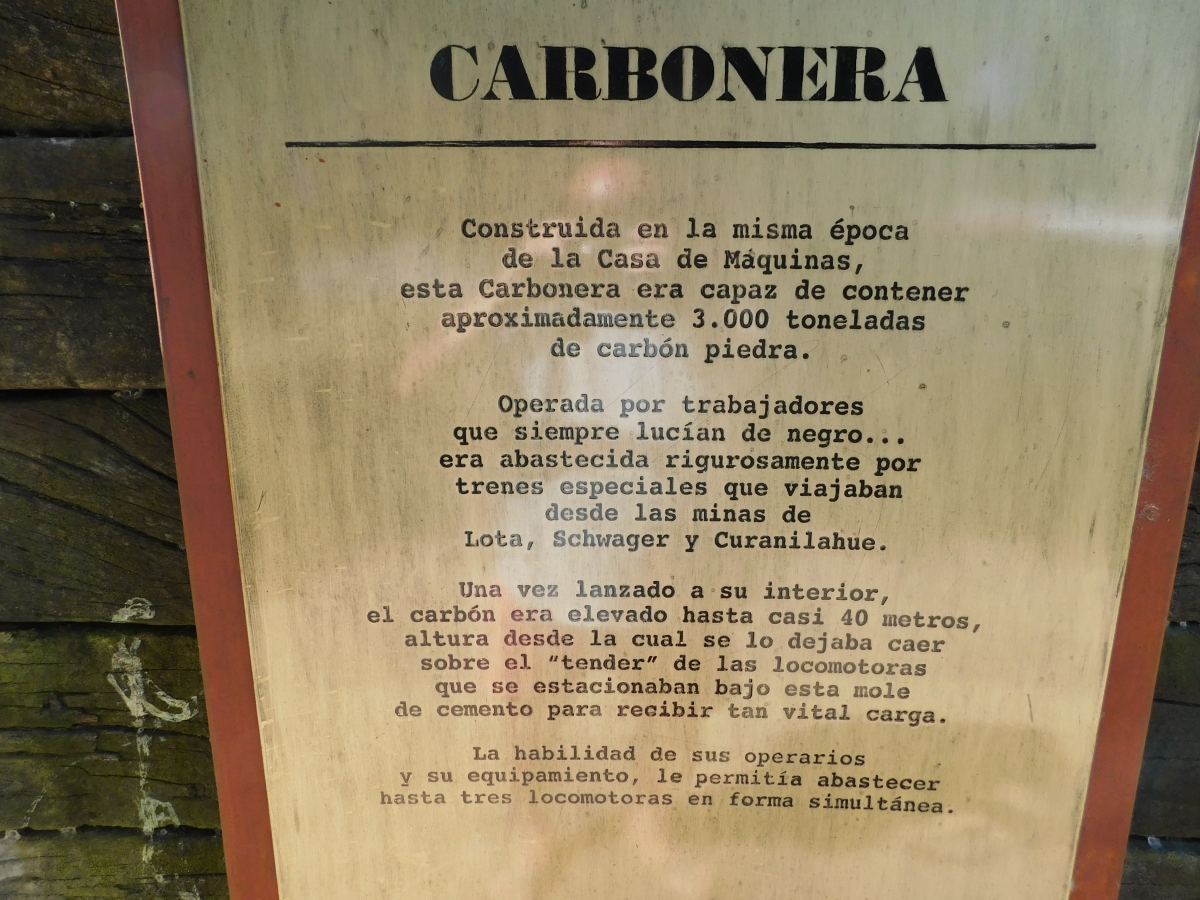 CARBONERA
Construida en la misma época
de la Casa de Máquinas,
esta Carbonera era capaz de contener
aproximadamente 3.000 toneladas
de carbón piedra.
Operada por trabajadores
que siempre lucían de negro...
era abastecida rigurosamente por
trenes especiales que viajaban
desde las minas de
Lota, Schwager y Curanilahue.
Una vez lanzado a su interior,
el carbón era elevado hasta casi 40 metros,
altura desde la cual se lo dejaba caer
sobre el "tender" de las locomotoras
que se estacionaban bajo esta mole
de cemento para recibir tan vital carga.
La habilidad de sus operarios
y su equipamiento, le permitía abastecer
hasta tres locomotoras en forma simultánea.